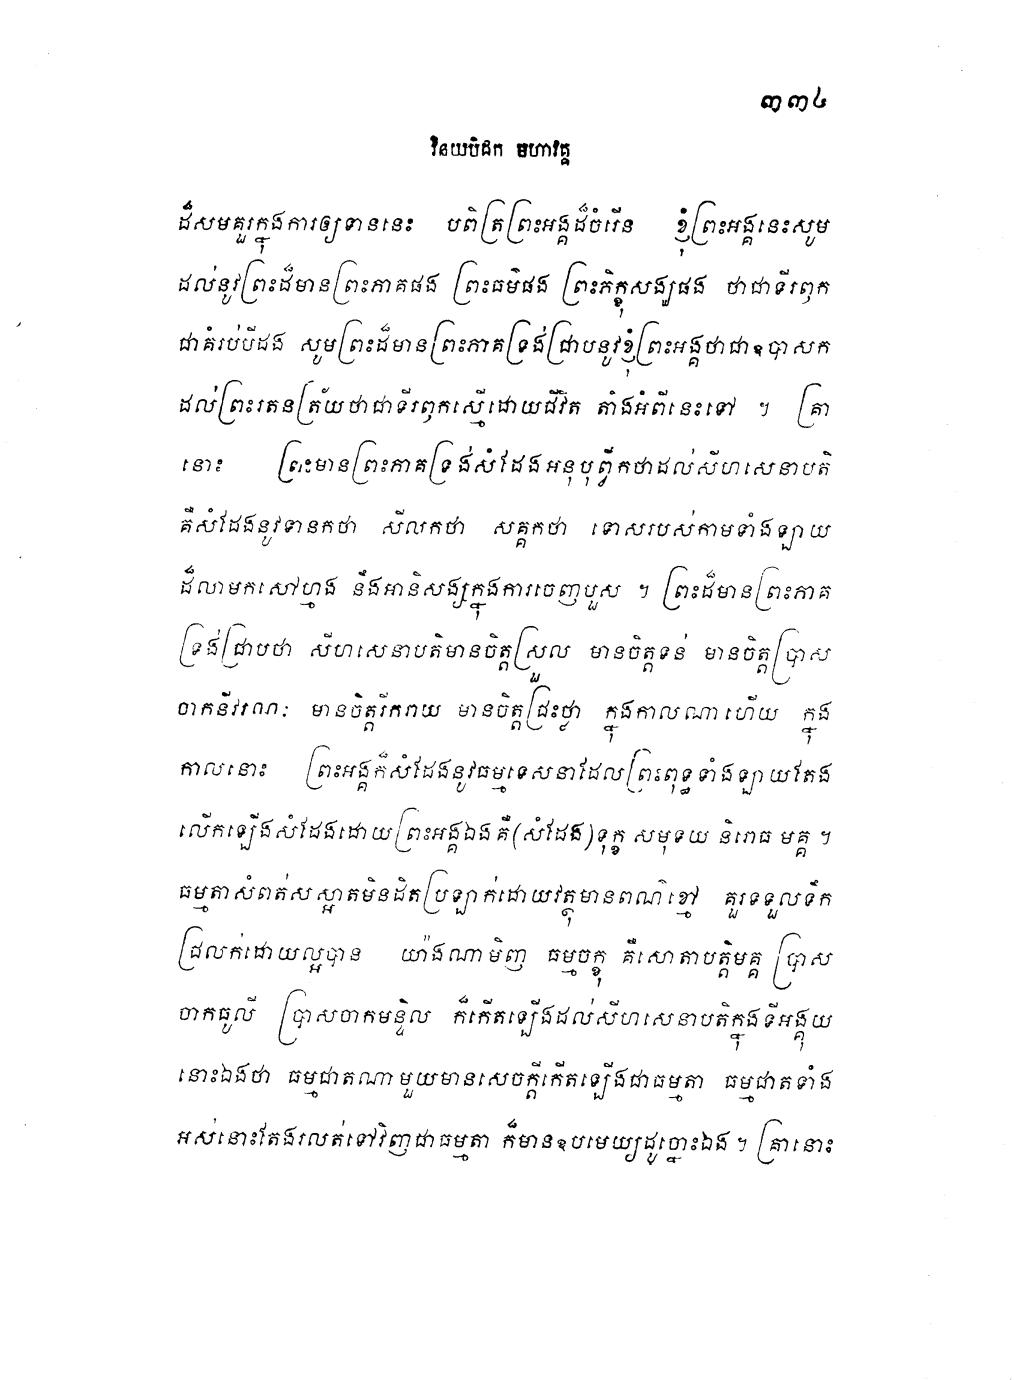 ៣៣៤
វិនយបិដក មហាវគ្គ
ដ៏សមគួរក្នុងការឲ្យទាននេះ បពិត្រព្រះអង្គដ៏ចំរើន ខ្ញុំព្រះអង្គនេះសូម
ដល់នូវព្រះដ៏មានព្រះភាគផង ព្រះធម៌ផង ព្រះភិក្ខុសង្ឃផង ថាជាទីរឭក
ជាគំរប់បីដង សូមព្រះដ៏មានព្រះភាគទ្រង់ជ្រាបនូវខ្ញុំព្រះអង្គថាជាឧបាសក
ដល់ព្រះរតនត្រ័យថាជាទីរឭកស្មើដោយជីវិត តាំងអំពីនេះទៅ ។ គ្រា
នោះ ព្រះមានព្រះភាគទ្រង់សំដែងអនុបុព្វីកថាដល់សីហសេនាបតិ
គឺសំដែងនូវទានកថា សីលកថា សគ្គកថា ទោសរបស់កាមទាំងឡាយ
ដ៏លាមកសៅហ្មង នឹងអានិសង្សក្នុងការចេញបួស ។ ព្រះដ៏មានព្រះភាគ
ទ្រង់ជ្រាបថា សីហសេនាបតិមានចិត្តស្រួល មានចិត្តទន់ មានចិត្តប្រាស
ចាកនីវរណៈ មានចិត្តរីករាយ មានចិត្តជ្រះថ្លា ក្នុងកាលណាហើយ ក្នុង
កាលនោះ ព្រះអង្គក៏សំដែងនូវធម្មទេសនាដែលព្រះពុទ្ធទាំងឡាយតែង
លើកឡើងសំដែងដោយព្រះអង្គឯងគឺ(សំដែង)ទុក្ខ សមុទយ និរោធ មគ្គ ។
ធម្មតាសំពត់សស្អាតមិនដិតប្រឡាក់ដោយវត្ថុមានពណ៌ខ្មៅ គួរទទួលទឹក
ជ្រលក់ដោយល្អបាន យ៉ាងណាមិញ ធម្មចក្ខុ គឺសោតាបត្តិមគ្គ ប្រាស
ចាកធូលី ប្រាសចាកមន្ទិល ក៏កើតឡើងដល់សីហសេនាបតិក្នុងទីអង្គុយ
នោះឯងថា ធម្មជាតណាមួយមានសេចក្តីកើតឡើងជាធម្មតា ធម្មជាតទាំង
អស់នោះតែងរលត់ទៅវិញជាធម្មតា ក៏មានឧបមេយ្យដូច្នោះឯង ។ គ្រានោះ